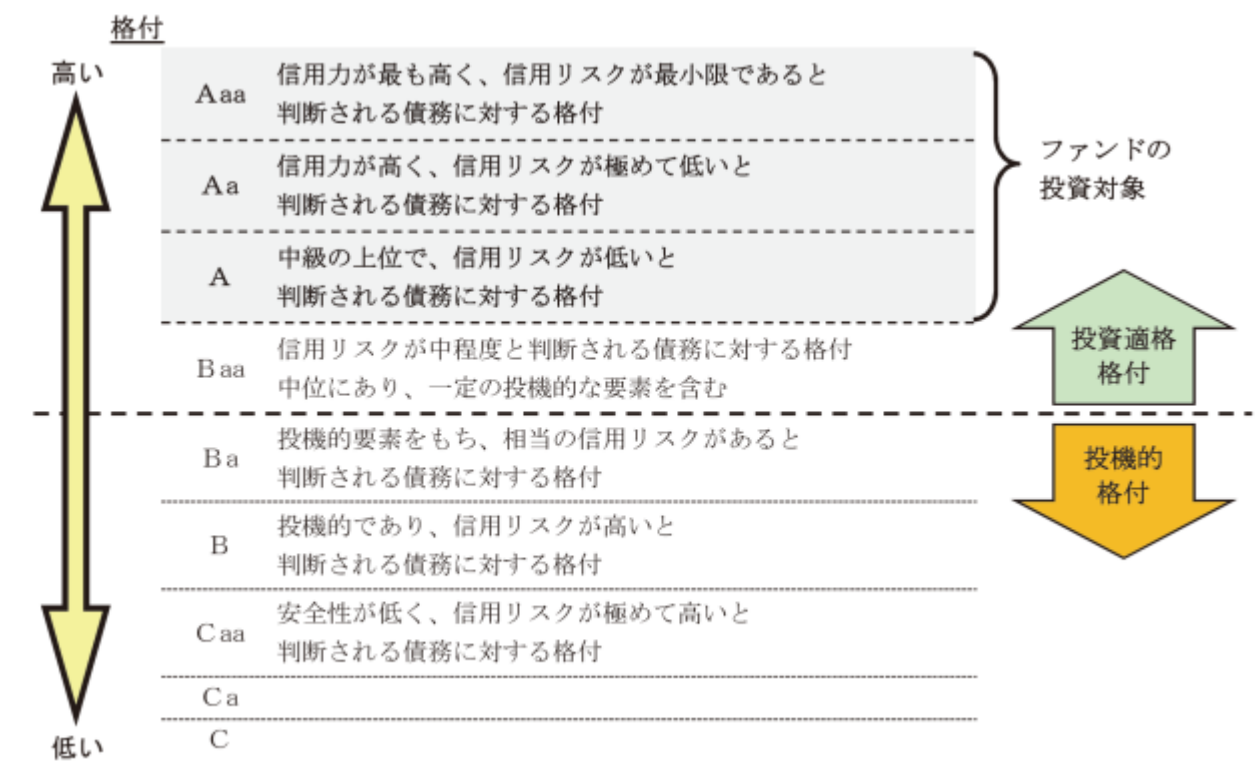 格付
高い
Aaa
信用力が最も高く、信用リスクが最小限であると
判断される債務に対する格付
Aa
信用力が高く、信用リスクが極めて低いと
判断される債務に対する格付
A
中級の上位で、信用リスクが低いと
判断される債務に対する格付
ファンドの
投資対象
Baa
信用リスクが中程度と判断される債務に対する格付
中位にあり、一定の投機的な要素を含む
投資適格
格付
Ba
投機的要素をもち、相当の信用リスクがあると
判断される債務に対する格付
投機的
格付
B
投機的であり、信用リスクが高いと
判断される債務に対する格付
Caa
安全性が低く、信用リスクが極めて高いと
判断される債務に対する格付
Ca
C
低い